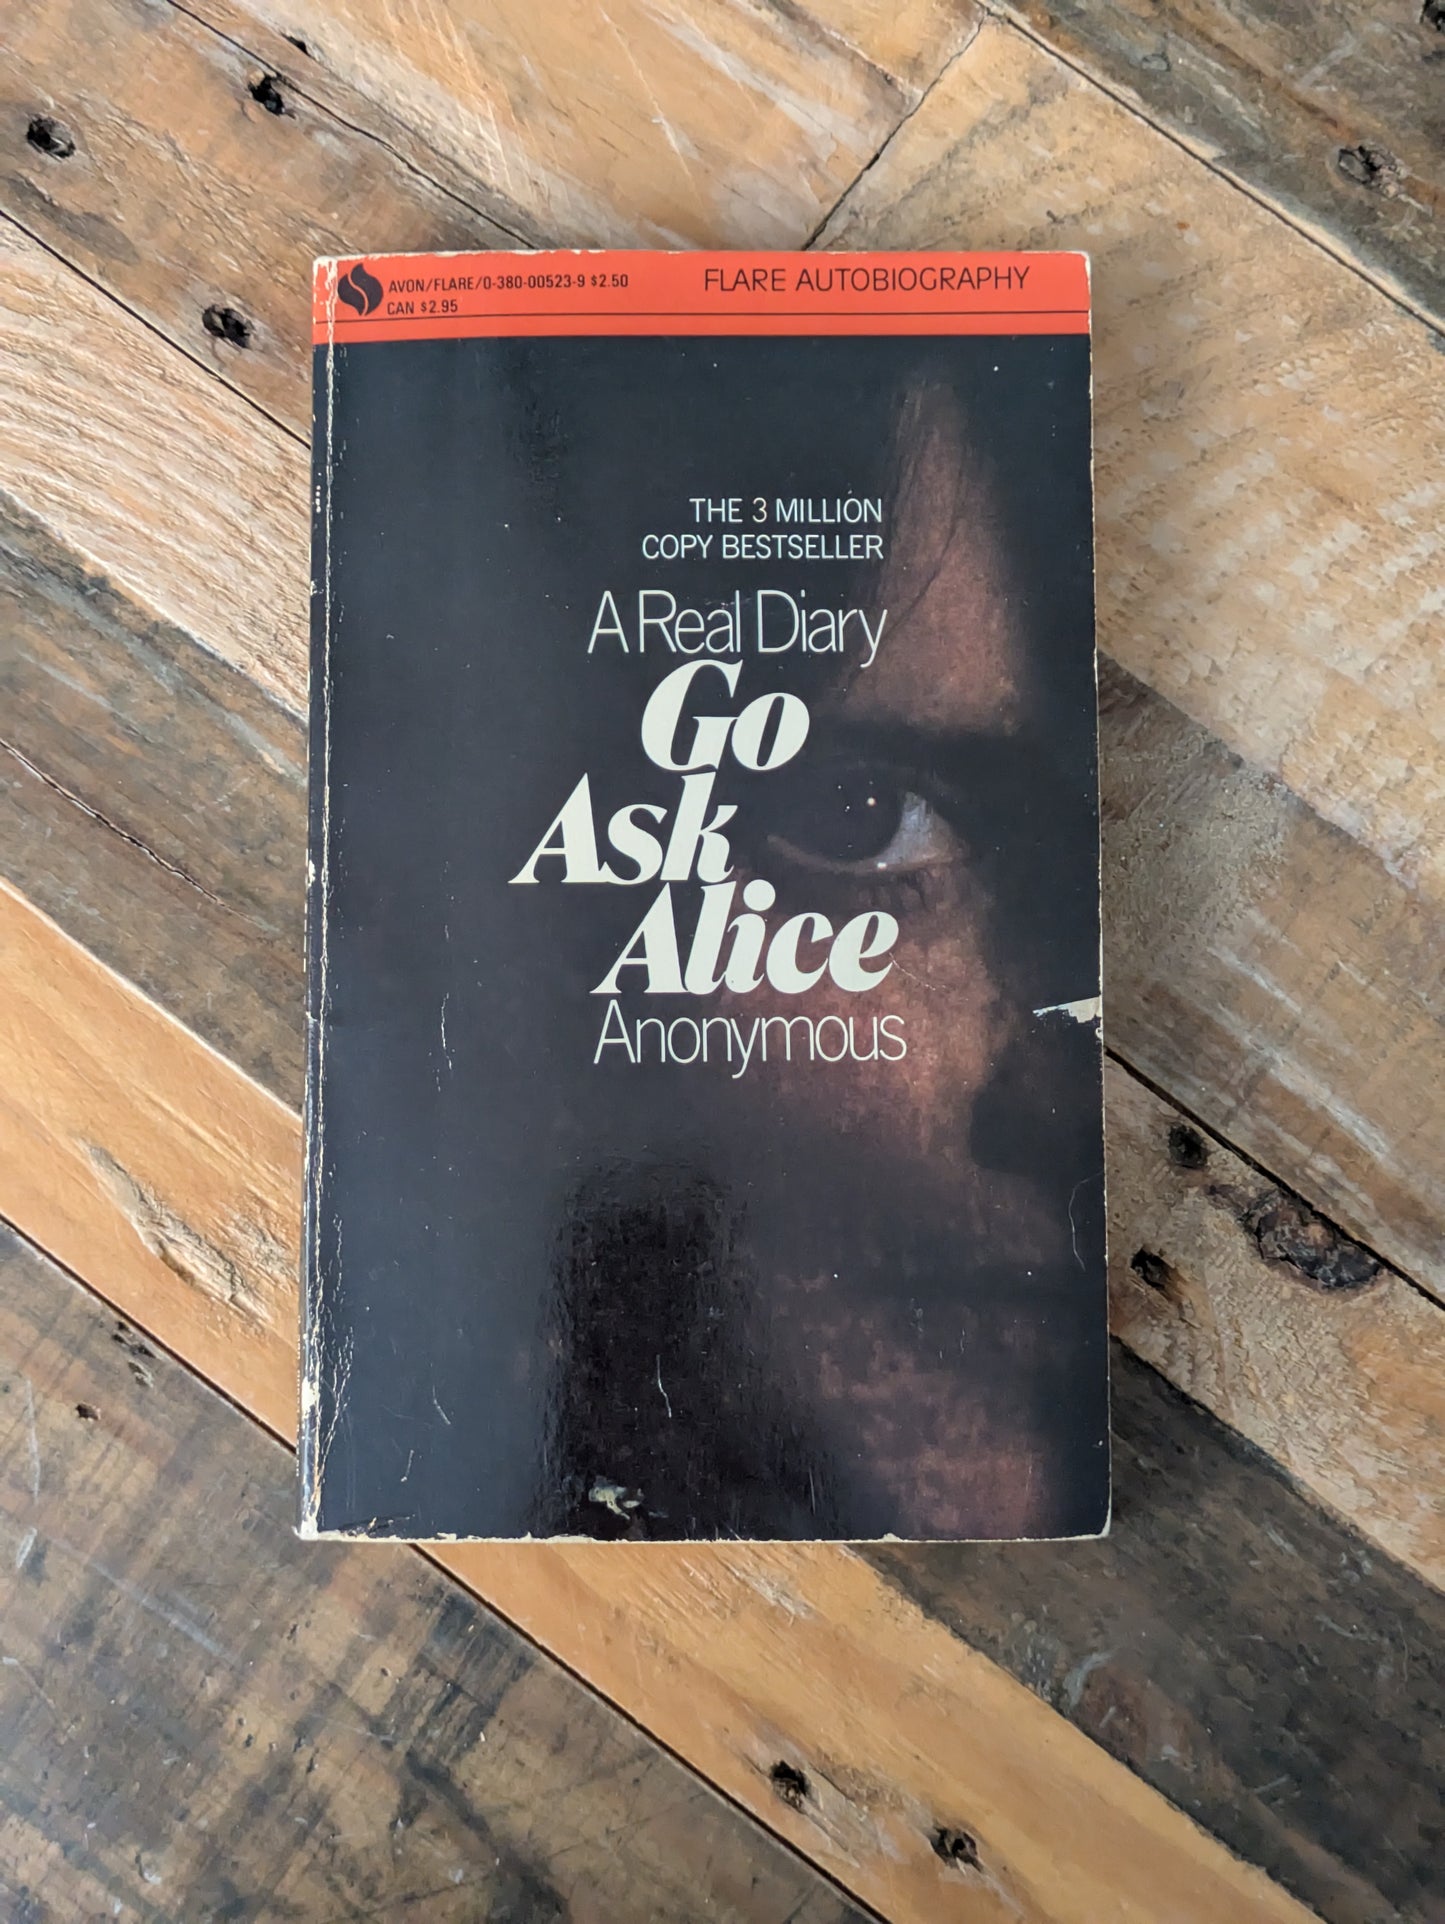 AVON/FLARE/0-380-00523-9 $2.50
CAN $2.95
FLARE AUTOBIOGRAPHY
THE 3 MILLION
COPY BESTSELLER
A Real Diary
Go
Ask
Alice
Anonymous